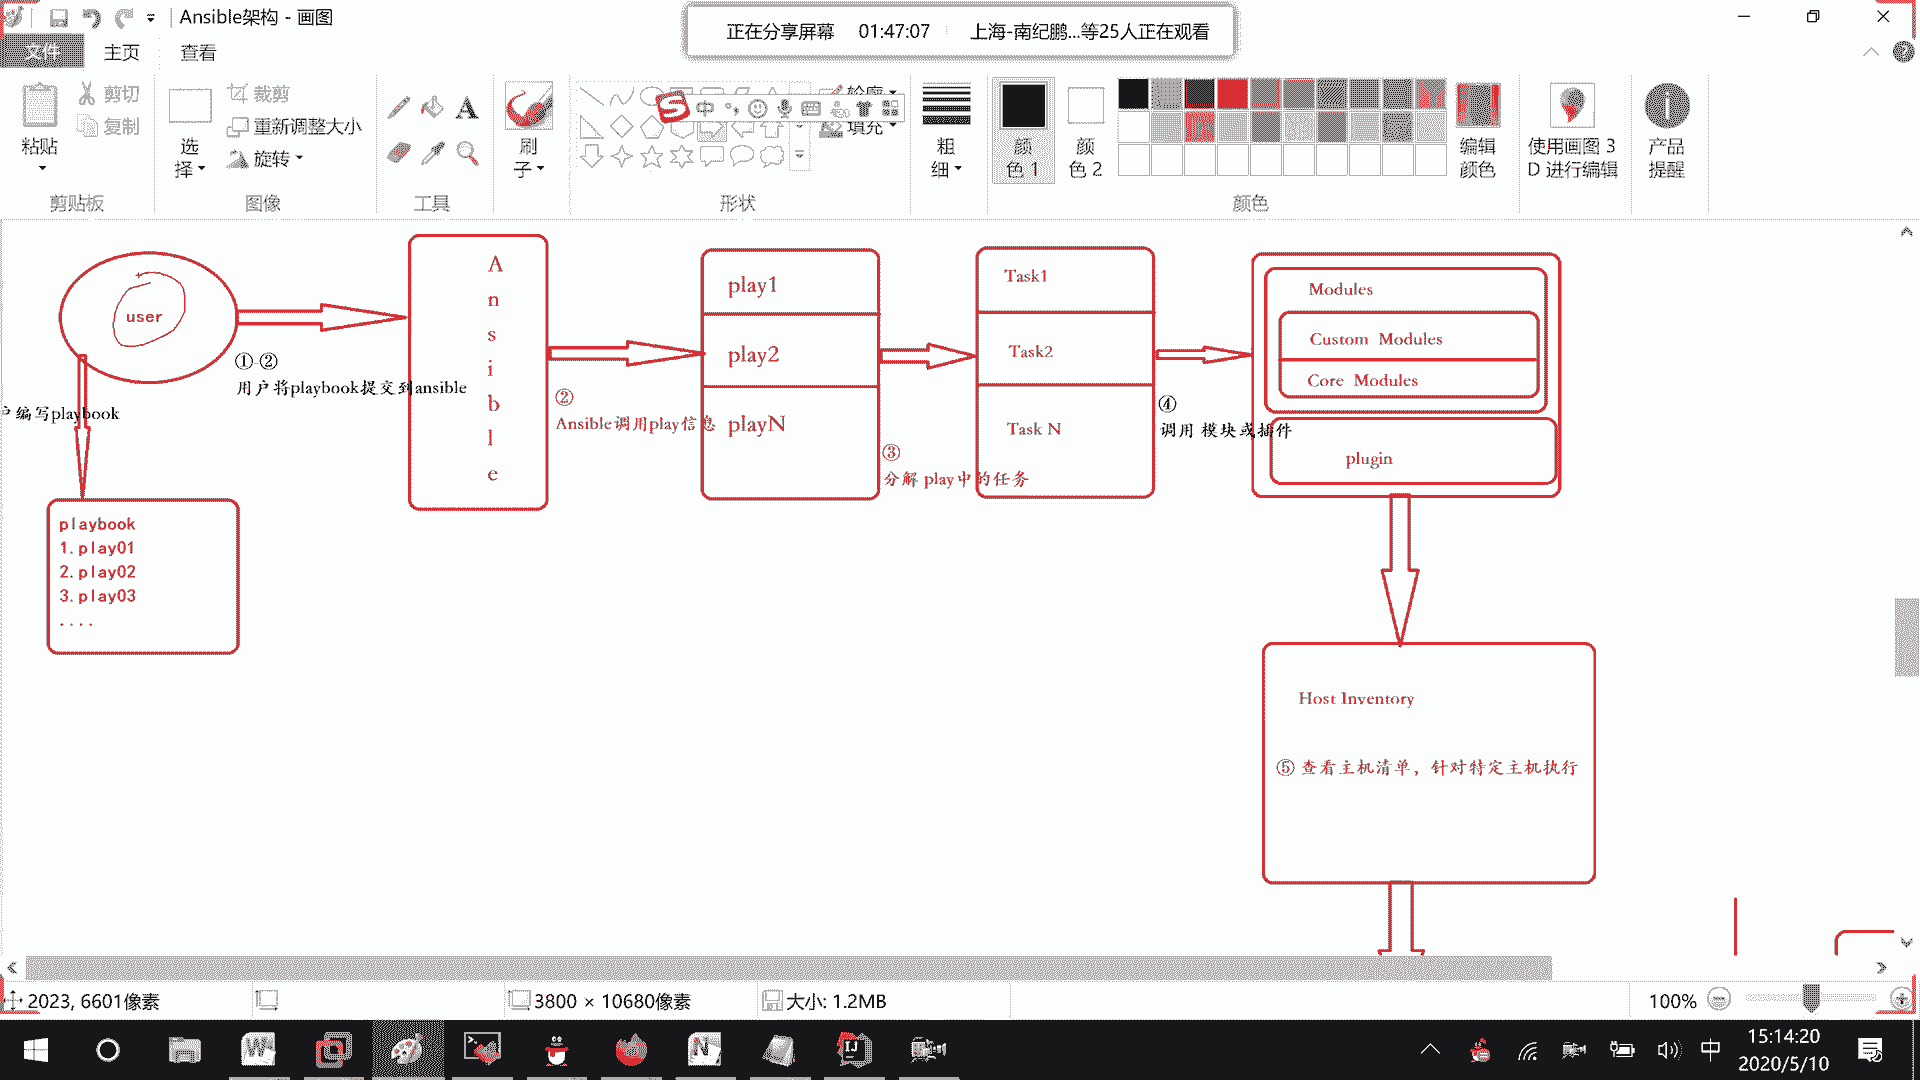 Ansible架构 - 画图
正在分享屏幕 01:47:07 上海-南纪鹏...等25人正在观看
文件 主页 查看
粘贴
剪切
复制
剪贴板
选择
裁剪
重新调整大小
旋转
图像
A
工具
刷子
中
轮廓
填充
形状
粗细
颜色 1
颜色 2
编辑颜色
颜色
使用画图 3D 进行编辑
产品提醒
user
①-②
用户将playbook提交到ansible
户编写playbook
playbook
1.play01
2.play02
3.play03
....
A
n
s
i
b
l
e
②
Ansible调用play信息
play1
play2
playN
③
分解 play中的任务
Task1
Task2
Task N
④
调用 模块或插件
Modules
Custom Modules
Core Modules
plugin
Host Inventory
⑤ 查看主机清单，针对特定主机执行
2023, 6601像素
3800 × 10680像素
大小: 1.2MB
100%
中
15:14:20
2020/5/10